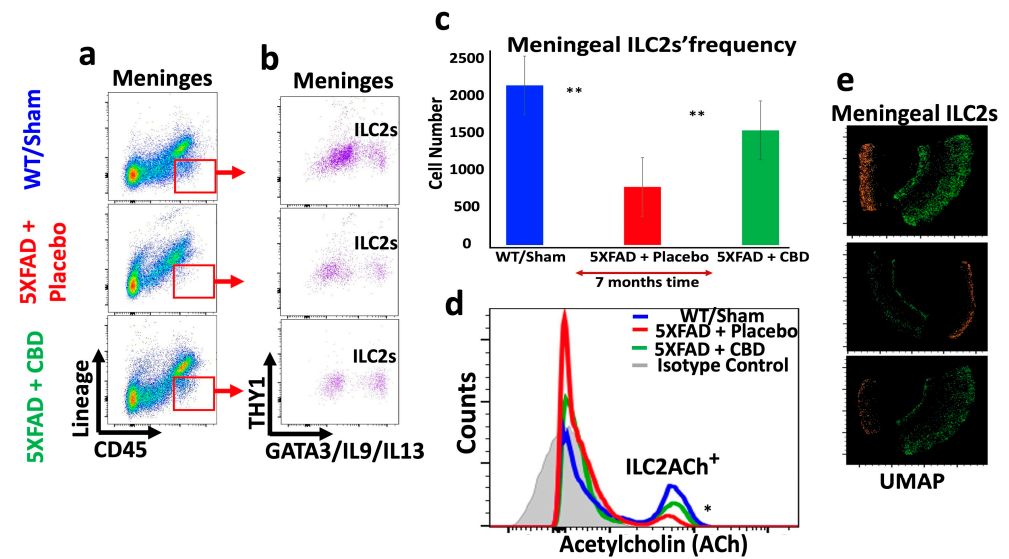 a
Meninges
WT/Sham
5XFAD +
Placebo
5XFAD + CBD
Lineage
CD45
b
Meninges
ILC2s
ILC2s
ILC2s
THY1
GATA3/IL9/IL13
c
Meningeal ILC2s'frequency
Cell Number
2500
2000
1500
1000
500
0
**
**
WT/Sham
5XFAD + Placebo
5XFAD + CBD
7 months time
d
WT/Sham
5XFAD + Placebo
5XFAD + CBD
Isotype Control
Counts
ILC2ACh+
*
Acetylcholin (ACh)
e
Meningeal ILC2s
UMAP